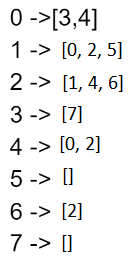 0 ->[3,4]
1 -> [0, 2, 5]
2 -> [1, 4, 6]
3 -> [7]
4 -> [0, 2]
5 -> []
6 -> [2]
7 -> []